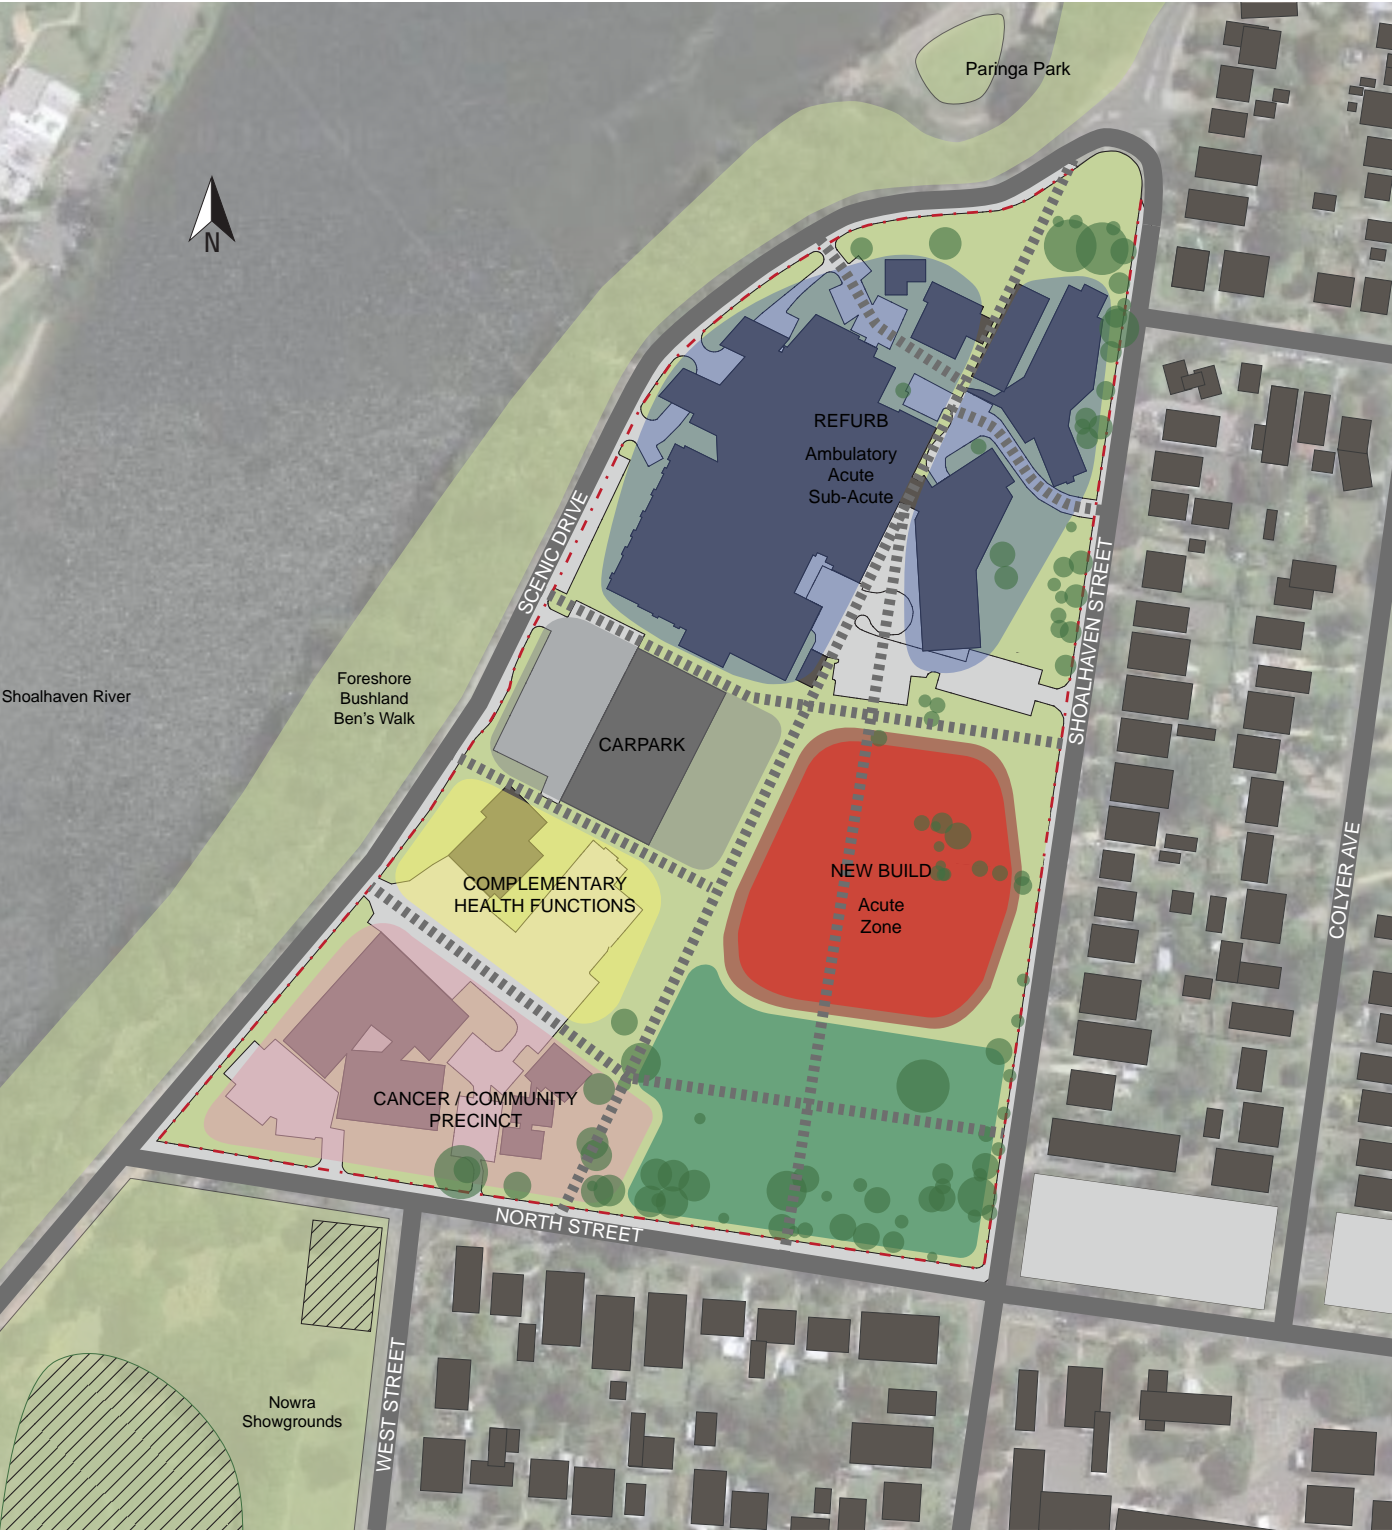 Paringa Park
N
REFURB
Ambulatory
Acute
Sub-Acute
SCENIC DRIVE
SHOALHAVEN STREET
Shoalhaven River
Foreshore
Bushland
Ben's Walk
CARPARK
COMPLEMENTARY
HEALTH FUNCTIONS
NEW BUILD
Acute
Zone
COLYER AVE
CANCER / COMMUNITY
PRECINCT
NORTH STREET
WEST STREET
Nowra
Showgrounds